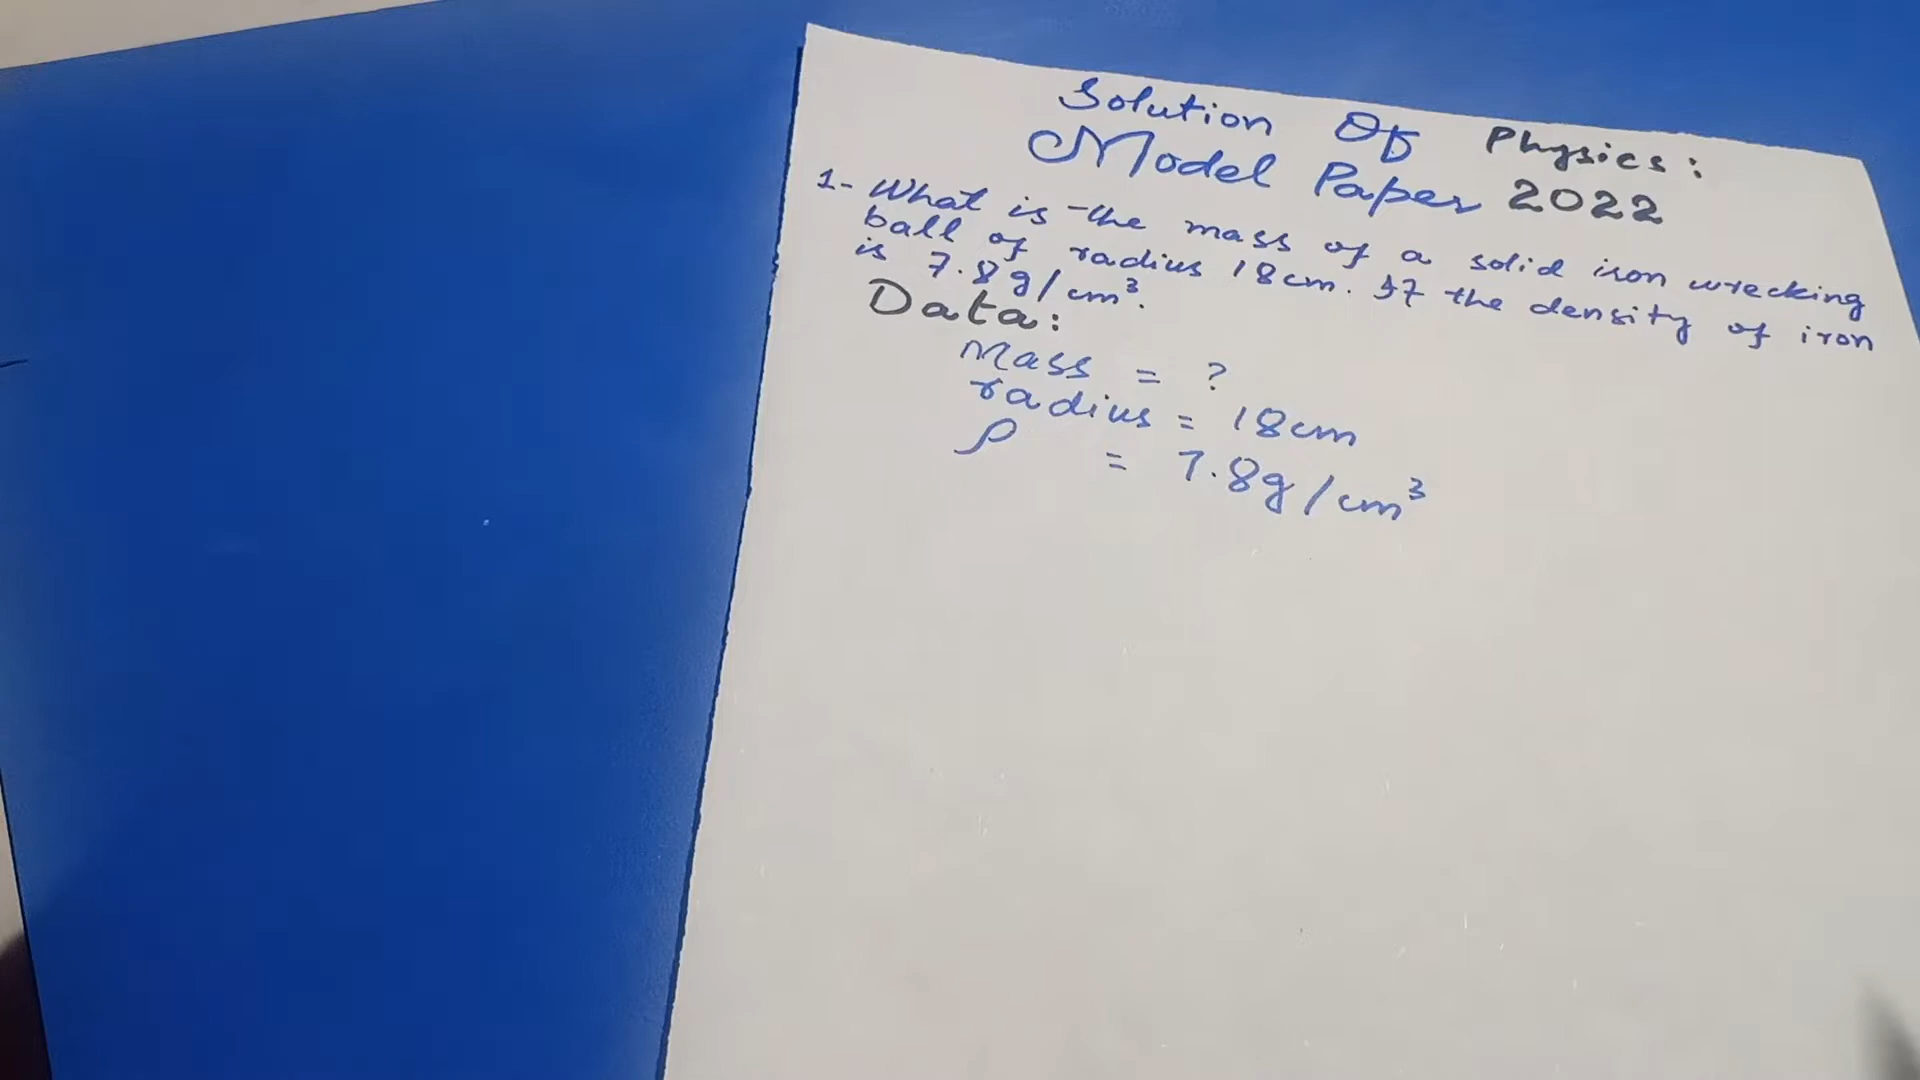 Solution Of Physics:
Model Paper 2022
1- What is the mass of a solid iron wrecking
ball of radius 18cm. If the density of iron
is 7.8g/cm³.
Data:
Mass = ?
radius = 18cm
ρ = 7.8g/cm³